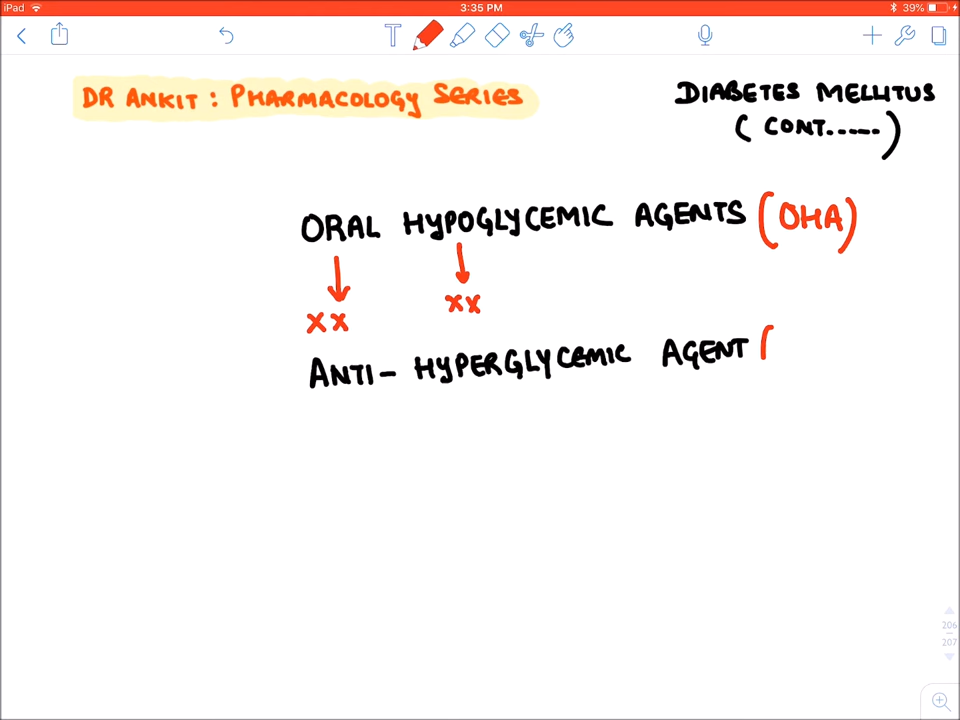 iPad 3:35 PM 39%
T
DR ANKIT : PHARMACOLOGY SERIES
DIABETES MELLITUS
( CONT...... )
ORAL HYPOGLYCEMIC AGENTS (OHA)
XX XX
ANTI- HYPERGLYCEMIC AGENT (
206
207